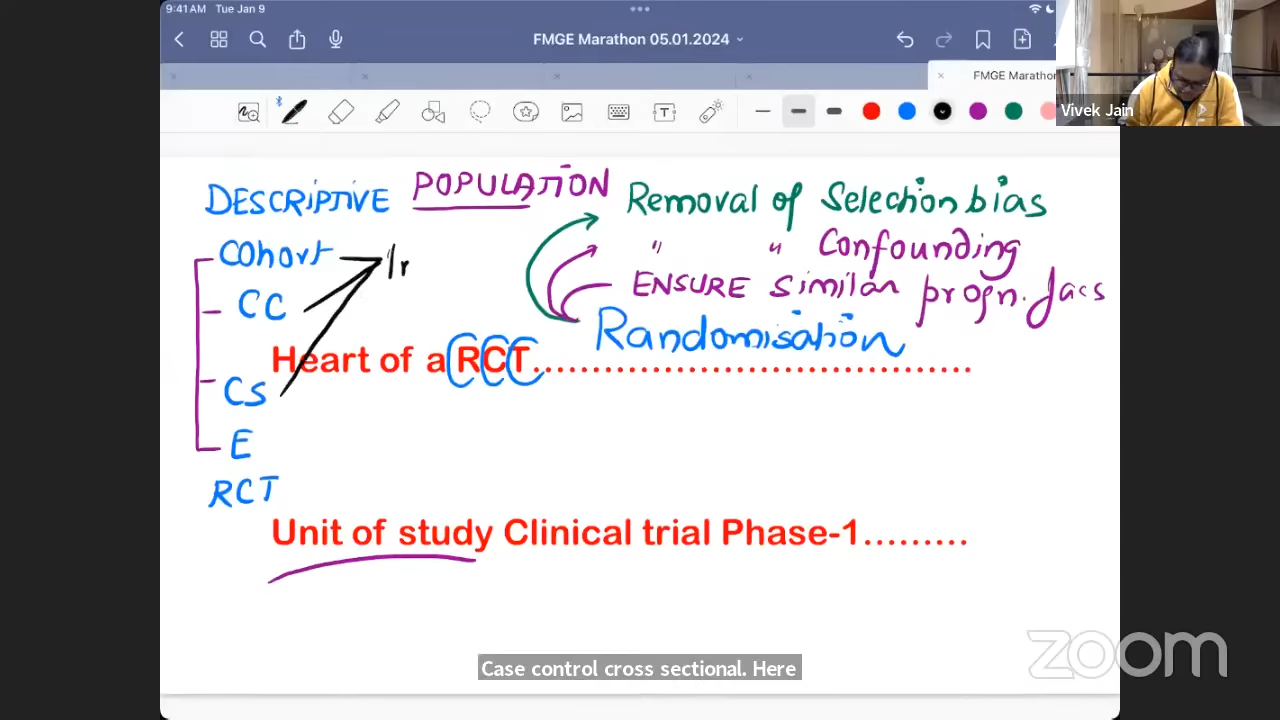 9:41 AM Tue Jan 9
FMGE Marathon 05.01.2024
FMGE Marathon
Vivek Jain
DESCRIPTIVE POPULATION Removal of Selection bias
Cohort " " Confounding
CC ENSURE similar progn. facs
Randomisation
Heart of a RCT.....................................
CS
E
RCT
Unit of study Clinical trial Phase-1.........
Case control cross sectional. Here
zoom